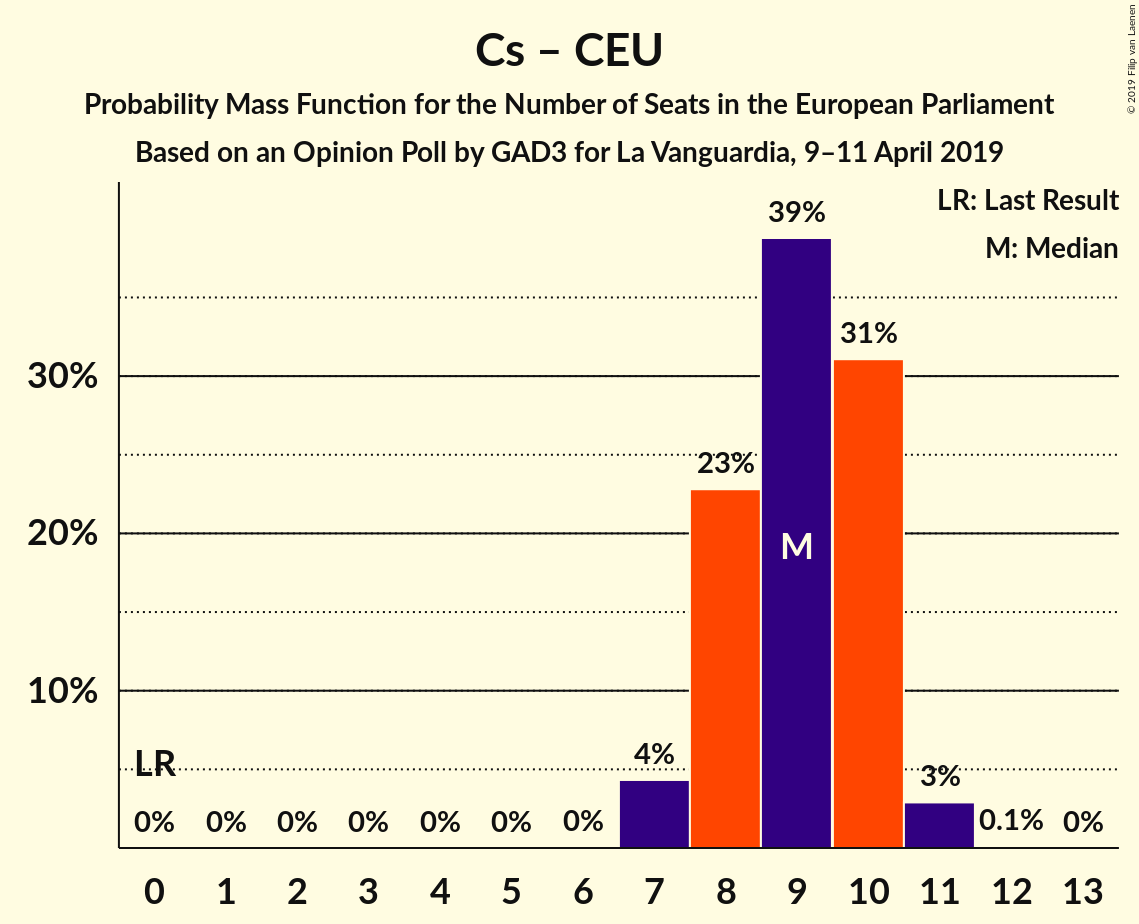 Cs – CEU
Probability Mass Function for the Number of Seats in the European Parliament
Based on an Opinion Poll by GAD3 for La Vanguardia, 9–11 April 2019
© 2019 Filip van Laenen
LR: Last Result
M: Median
39%
31%
30%
23%
20%
M
10%
LR
4%
3%
0% 0% 0% 0% 0% 0% 0% 0.1% 0%
0 1 2 3 4 5 6 7 8 9 10 11 12 13